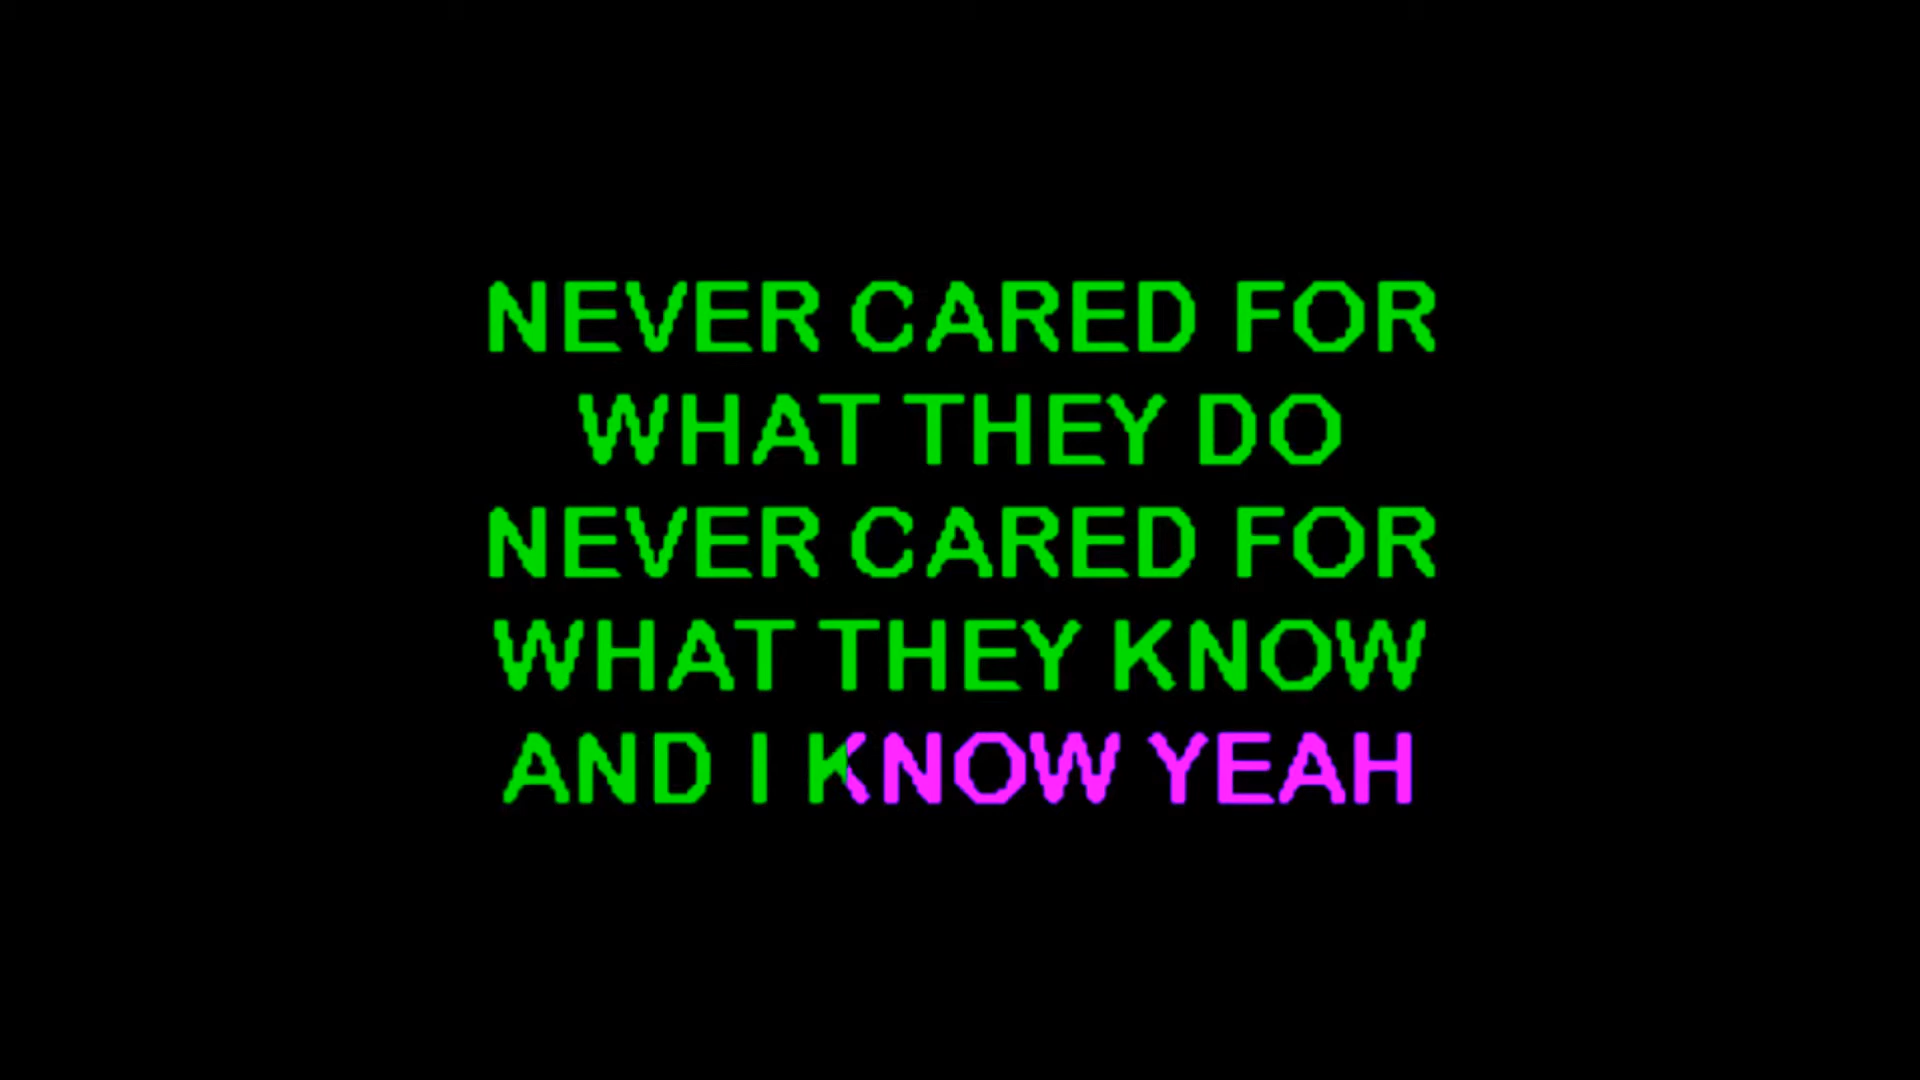 NEVER CARED FOR
WHAT THEY DO
NEVER CARED FOR
WHAT THEY KNOW
AND I KNOW YEAH